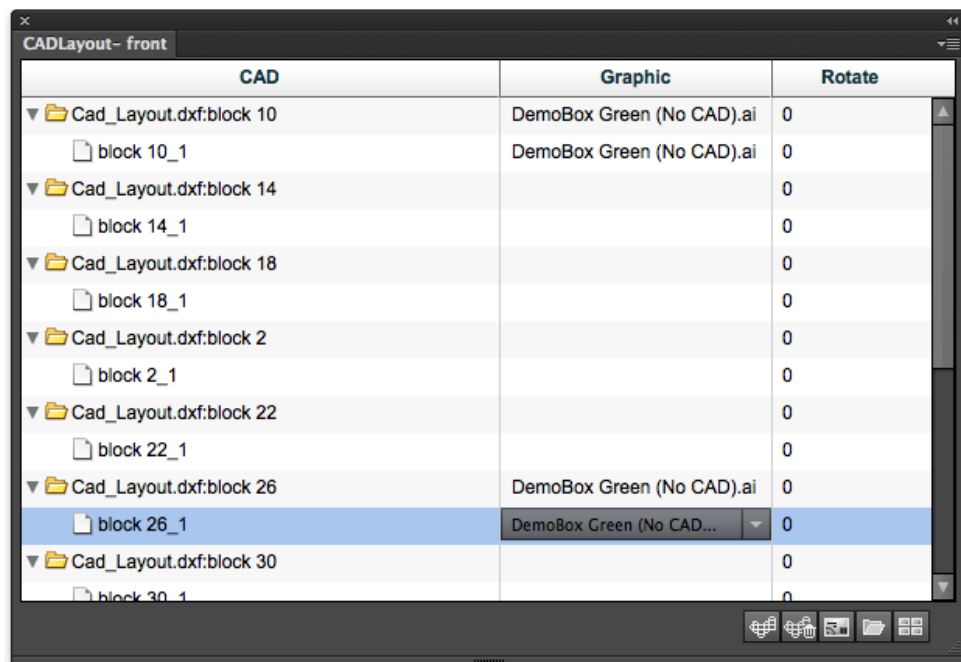 CADLayout- front
CAD Graphic Rotate
Cad_Layout.dxf:block 10 DemoBox Green (No CAD).ai 0
block 10_1 DemoBox Green (No CAD).ai 0
Cad_Layout.dxf:block 14 0
block 14_1 0
Cad_Layout.dxf:block 18 0
block 18_1 0
Cad_Layout.dxf:block 2 0
block 2_1 0
Cad_Layout.dxf:block 22 0
block 22_1 0
Cad_Layout.dxf:block 26 DemoBox Green (No CAD).ai 0
block 26_1 DemoBox Green (No CAD... 0
Cad_Layout.dxf:block 30 0
block 30_1 0